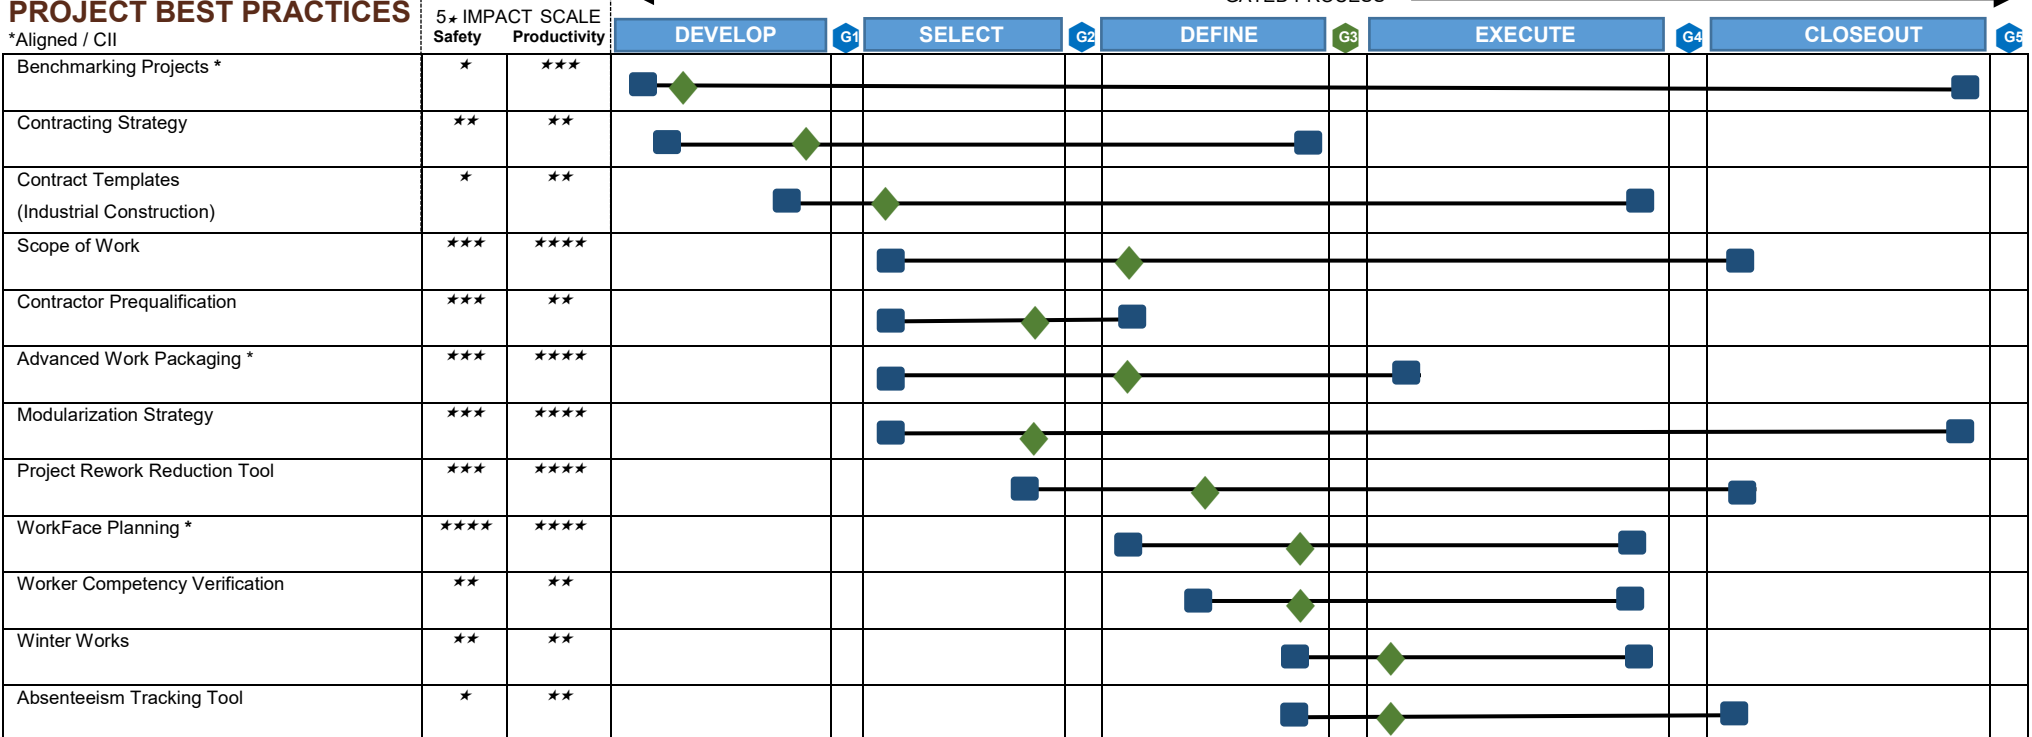 PROJECT BEST PRACTICES
*Aligned / CII
5★ IMPACT SCALE
Safety Productivity
GATED PROCESS
DEVELOP G1 SELECT G2 DEFINE G3 EXECUTE G4 CLOSEOUT G5
Benchmarking Projects * ★ ★★★
Contracting Strategy ★★ ★★
Contract Templates ★ ★★
(Industrial Construction)
Scope of Work ★★★ ★★★★
Contractor Prequalification ★★★ ★★
Advanced Work Packaging * ★★★ ★★★★
Modularization Strategy ★★★ ★★★★
Project Rework Reduction Tool ★★★ ★★★★
WorkFace Planning * ★★★★ ★★★★
Worker Competency Verification ★★ ★★
Winter Works ★★ ★★
Absenteeism Tracking Tool ★ ★★